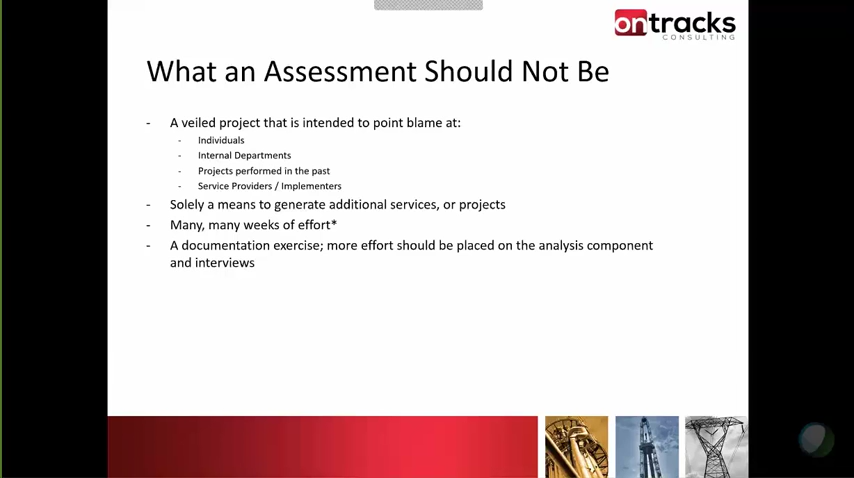 ontracks
CONSULTING
What an Assessment Should Not Be
- A veiled project that is intended to point blame at:
- Individuals
- Internal Departments
- Projects performed in the past
- Service Providers / Implementers
- Solely a means to generate additional services, or projects
- Many, many weeks of effort*
- A documentation exercise; more effort should be placed on the analysis component
and interviews